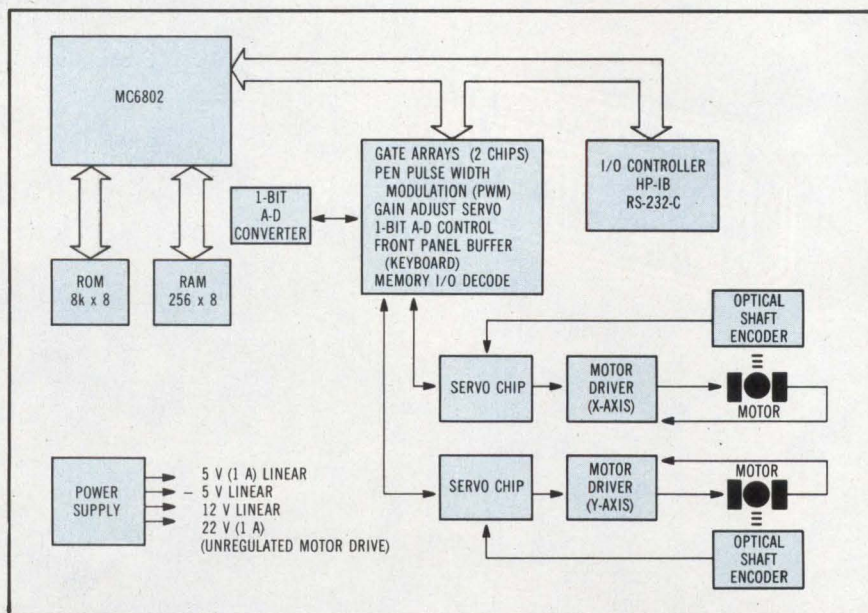 MC6802
GATE ARRAYS (2 CHIPS)
PEN PULSE WIDTH
MODULATION (PWM)
GAIN ADJUST SERVO
1-BIT A-D CONTROL
FRONT PANEL BUFFER
(KEYBOARD)
MEMORY I/O DECODE
I/O CONTROLLER
HP-IB
RS-232-C
1-BIT
A-D
CONVERTER
ROM
8k x 8
RAM
256 x 8
OPTICAL
SHAFT
ENCODER
SERVO CHIP
MOTOR
DRIVER
(X-AXIS)
MOTOR
SERVO CHIP
MOTOR
DRIVER
(Y-AXIS)
MOTOR
OPTICAL
SHAFT
ENCODER
POWER
SUPPLY
5 V (1 A) LINEAR
– 5 V LINEAR
12 V LINEAR
22 V (1 A)
(UNREGULATED MOTOR DRIVE)